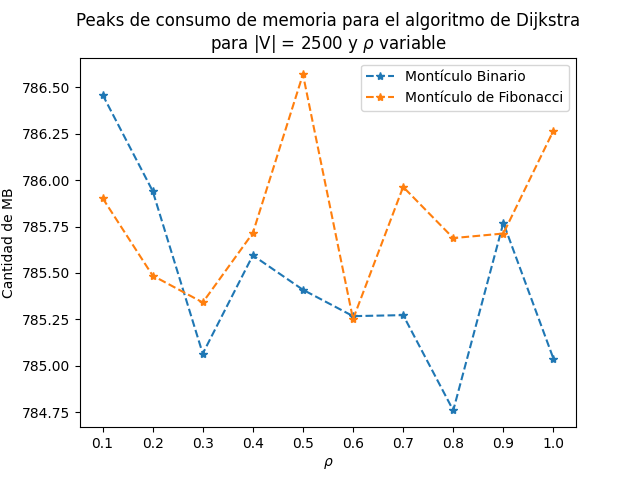 Peaks de consumo de memoria para el algoritmo de Dijkstra
para |V| = 2500 y ρ variable
Montículo Binario
Montículo de Fibonacci
Cantidad de MB
786.50
786.25
786.00
785.75
785.50
785.25
785.00
784.75
0.1 0.2 0.3 0.4 0.5 0.6 0.7 0.8 0.9 1.0
ρ